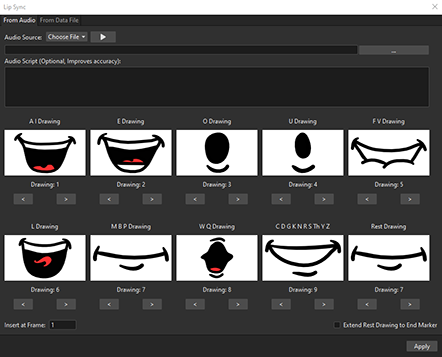 Lip Sync
From Audio From Data File
Audio Source: Choose File
...
Audio Script (Optional, Improves accuracy):
A I Drawing E Drawing O Drawing U Drawing F V Drawing
Drawing: 1 Drawing: 2 Drawing: 3 Drawing: 4 Drawing: 5
< > < > < > < > < >
L Drawing M B P Drawing W Q Drawing C D G K N R S Th Y Z Rest Drawing
Drawing: 6 Drawing: 7 Drawing: 8 Drawing: 9 Drawing: 7
< > < > < > < > < >
Insert at Frame: 1 Extend Rest Drawing to End Marker
Apply